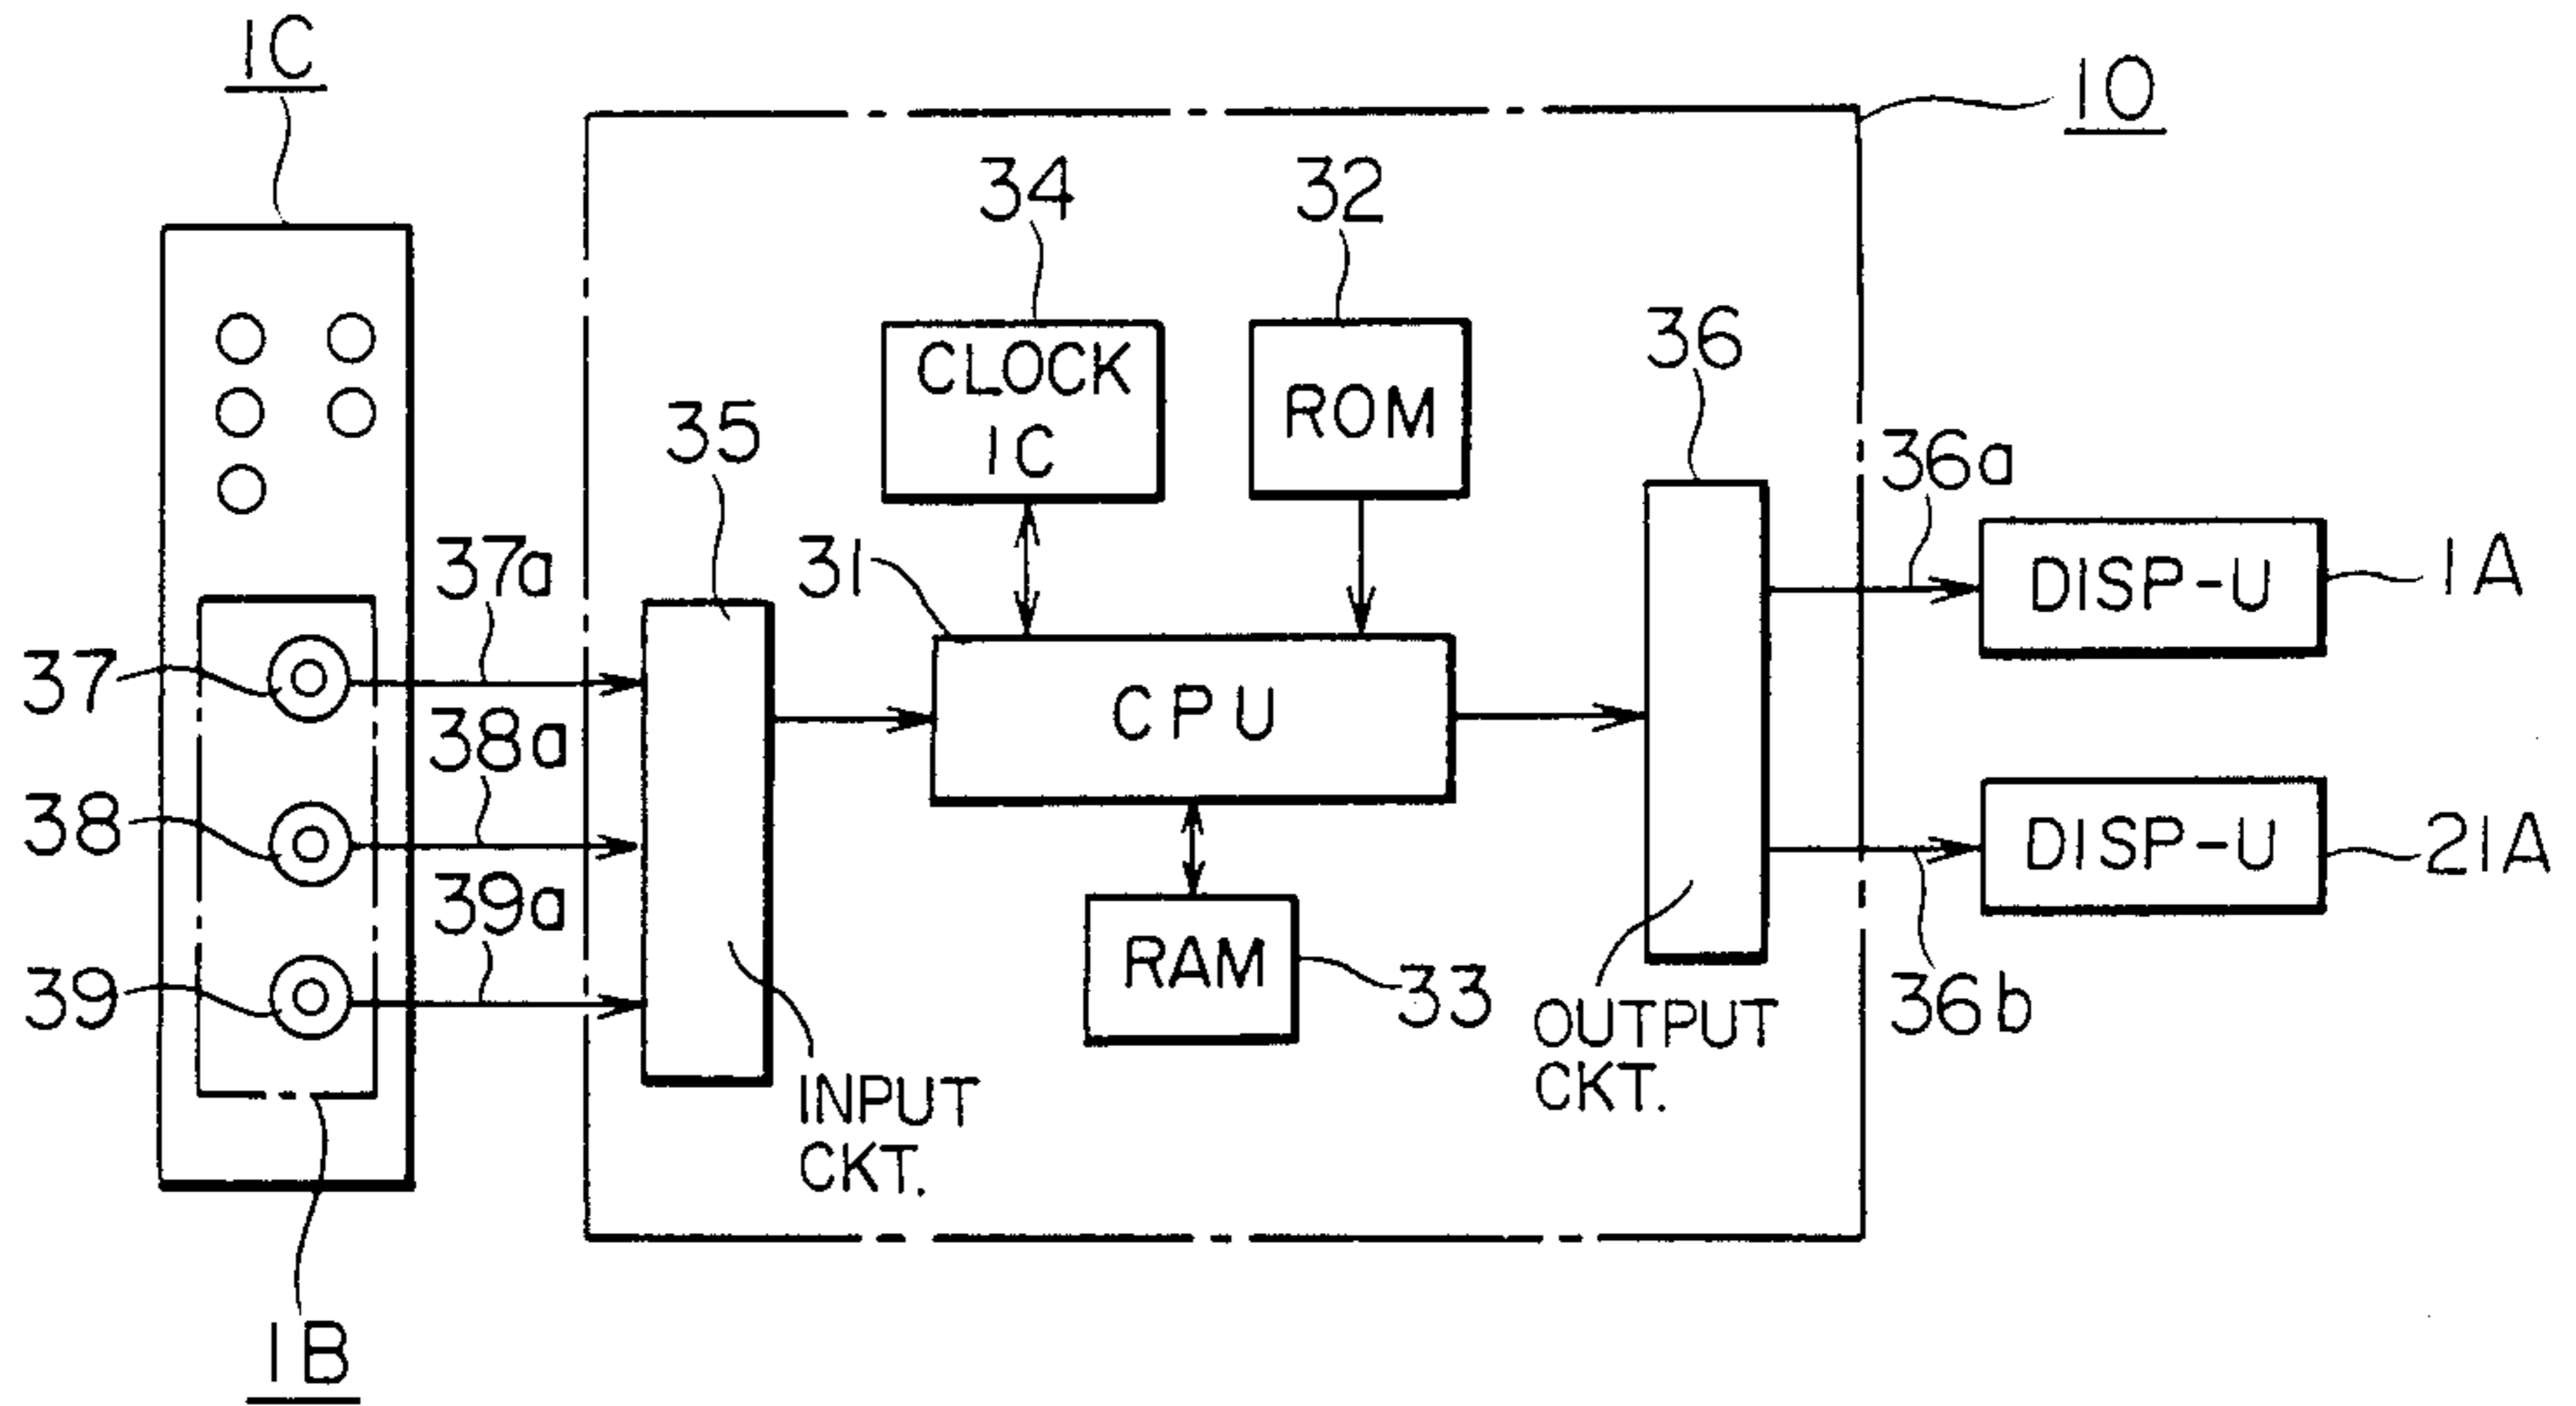 1C
10
34
32
CLOCK
IC
ROM
36
35
36a
37a
31
DISP-U
1A
37
38a
CPU
38
DISP-U
21A
39a
RAM
39
33
OUTPUT
CKT.
36b
INPUT
CKT.
1B